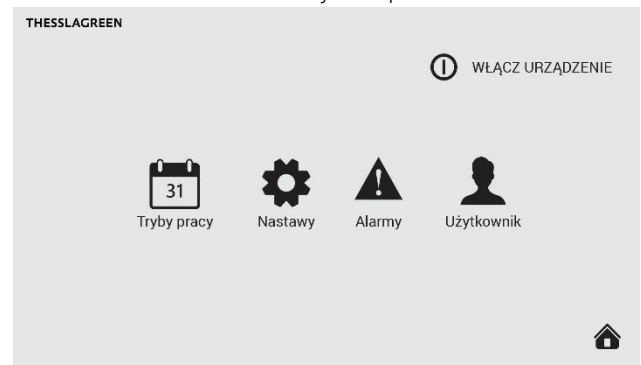 THESSLAGREEN
WŁĄCZ URZĄDZENIE
31
Tryby pracy
Nastawy
Alarmy
Użytkownik